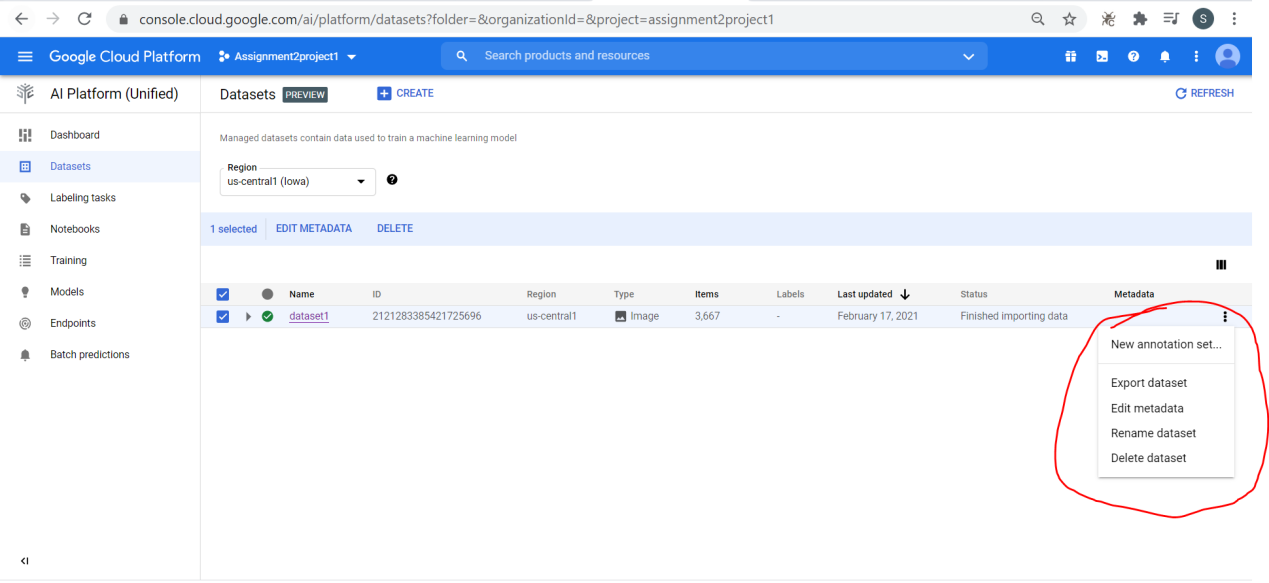 console.cloud.google.com/ai/platform/datasets?folder=&organizationId=&project=assignment2project1
S
Google Cloud Platform Assignment2project1 Search products and resources
AI Platform (Unified) Datasets PREVIEW CREATE REFRESH
Dashboard
Datasets
Labeling tasks
Notebooks
Training
Models
Endpoints
Batch predictions
Managed datasets contain data used to train a machine learning model
Region
us-central1 (Iowa)
1 selected EDIT METADATA DELETE
Name ID Region Type Items Labels Last updated Status Metadata
dataset1 2121283385421725696 us-central1 Image 3,667 - February 17, 2021 Finished importing data
New annotation set...
Export dataset
Edit metadata
Rename dataset
Delete dataset